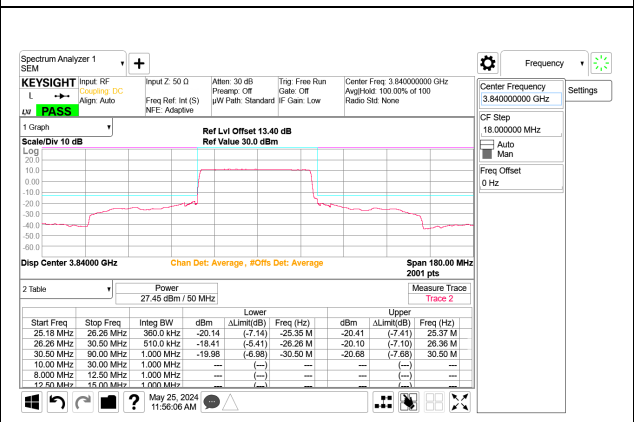 Spectrum Analyzer 1
SEM
Frequency
KEYSIGHT
L
LXI PASS
Input: RF
Coupling: DC
Align: Auto
Input Z: 50 Ω
Freq Ref: Int (S)
NFE: Adaptive
Atten: 30 dB
Preamp: Off
µW Path: Standard
Trig: Free Run
Gate: Off
IF Gain: Low
Center Freq: 3.840000000 GHz
Avg|Hold: 100.00% of 100
Radio Std: None
Center Frequency
3.840000000 GHz
CF Step
18.000000 MHz
Auto
Man
Freq Offset
0 Hz
Settings
1 Graph
Scale/Div 10 dB
Ref Lvl Offset 13.40 dB
Ref Value 30.0 dBm
Log
20.0
10.0
0.00
-10.0
-20.0
-30.0
-40.0
-50.0
-60.0
Disp Center 3.84000 GHz
Chan Det: Average, #Offs Det: Average
Span 180.00 MHz
2001 pts
2 Table
Power
27.45 dBm / 50 MHz
Measure Trace
Trace 2
Lower Upper
Start Freq Stop Freq Integ BW dBm ΔLimit(dB) Freq (Hz) dBm ΔLimit(dB) Freq (Hz)
25.18 MHz 26.26 MHz 360.0 kHz -20.14 (-7.14) -25.35 M -20.41 (-7.41) 25.37 M
26.26 MHz 30.50 MHz 510.0 kHz -18.41 (-5.41) -26.26 M -20.10 (-7.10) 26.36 M
30.50 MHz 90.00 MHz 1.000 MHz -19.98 (-6.98) -30.50 M -20.68 (-7.68) 30.50 M
10.00 MHz 30.00 MHz 1.000 MHz --- (---) --- (---)
8.000 MHz 12.50 MHz 1.000 MHz --- (---) --- (---)
12.50 MHz 15.00 MHz 1.000 MHz --- (---) --- (---)
?
May 25, 2024
11:56:06 AM